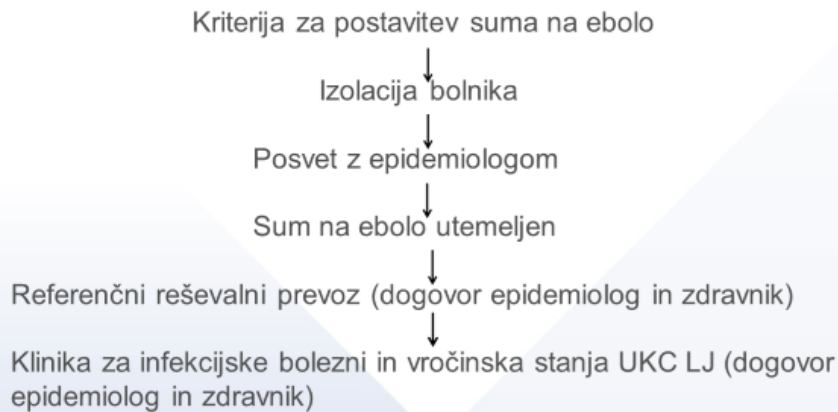 Kriterija za postavitev suma na ebolo
Izolacija bolnika
Posvet z epidemiologom
Sum na ebolo utemeljen
Referenčni reševalni prevoz (dogovor epidemiolog in zdravnik)
Klinika za infekcijske bolezni in vročinska stanja UKC LJ (dogovor
epidemiolog in zdravnik)